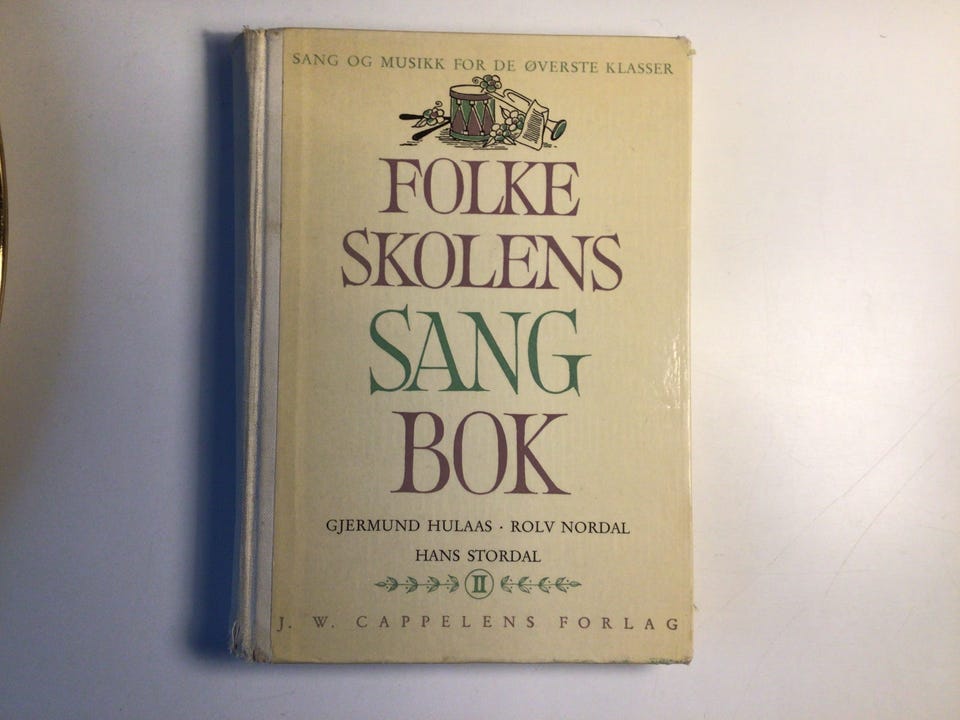 SANG OG MUSIKK FOR DE ØVERSTE KLASSER
FOLKE
SKOLENS
SANG
BOK
GJERMUND HULAAS · ROLV NORDAL
HANS STORDAL
II
J. W. CAPPELENS FORLAG